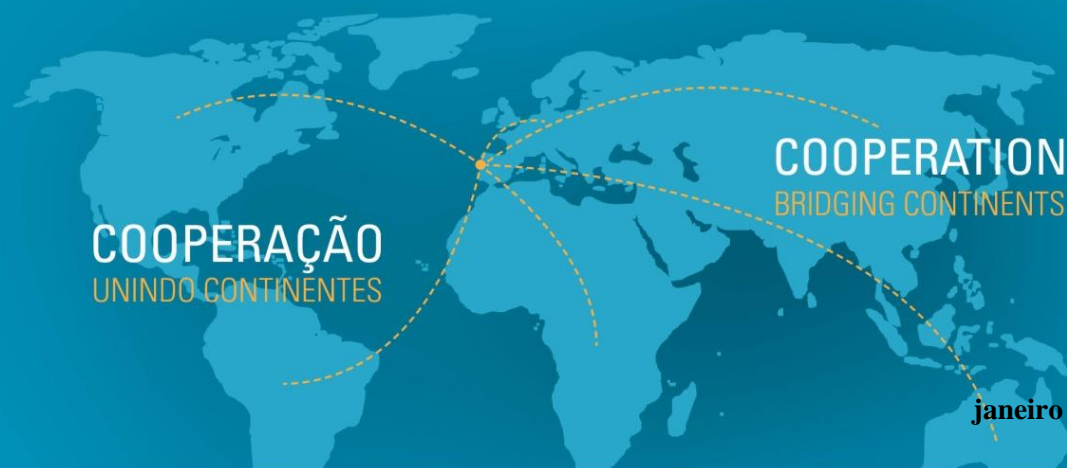 COOPERATION
BRIDGING CONTINENTS
COOPERAÇÃO
UNINDO CONTINENTES
janeiro